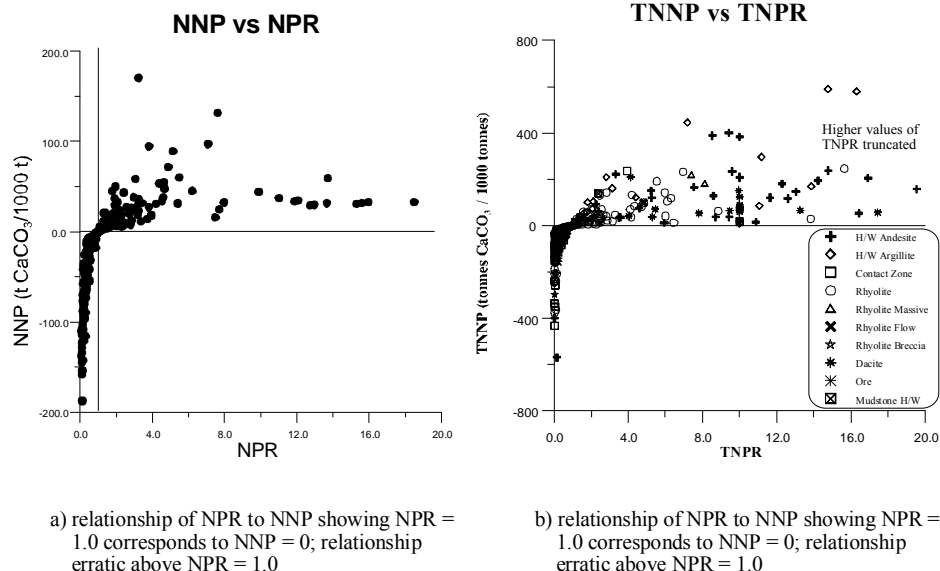 NNP vs NPR
200.0
100.0
0.0
-100.0
-200.0
NNP (t CaCO3/1000 t)
0.0
4.0
8.0
12.0
16.0
20.0
NPR
a) relationship of NPR to NNP showing NPR =
1.0 corresponds to NNP = 0; relationship
erratic above NPR = 1.0
TNNP vs TNPR
800
400
0
-400
-800
TNNP (tonnes CaCO3 / 1000 tonnes)
Higher values of
TNPR truncated
H/W Andesite
H/W Argillite
Contact Zone
Rhyolite
Rhyolite Massive
Rhyolite Flow
Rhyolite Breccia
Dacite
Ore
Mudstone H/W
0.0
4.0
8.0
12.0
16.0
20.0
TNPR
b) relationship of NPR to NNP showing NPR =
1.0 corresponds to NNP = 0; relationship
erratic above NPR = 1.0